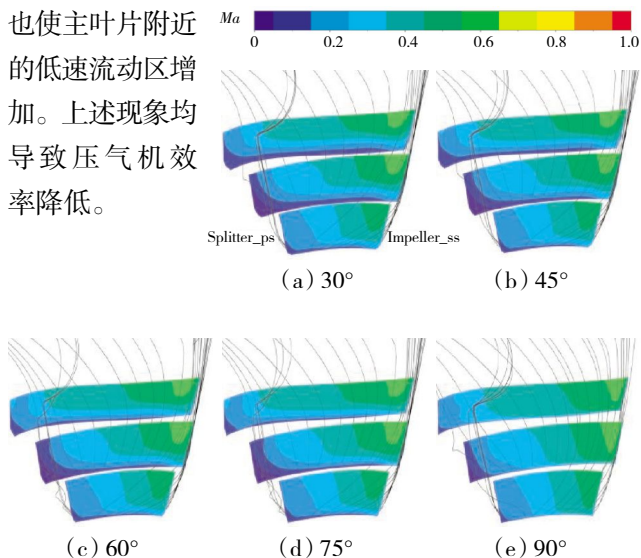 也使主叶片附近
的低速流动区增
加。上述现象均
导致压气机效
率降低。
Ma
0 0.2 0.4 0.6 0.8 1.0
Splitter_ps Impeller_ss
(a) 30° (b) 45°
(c) 60° (d) 75° (e) 90°